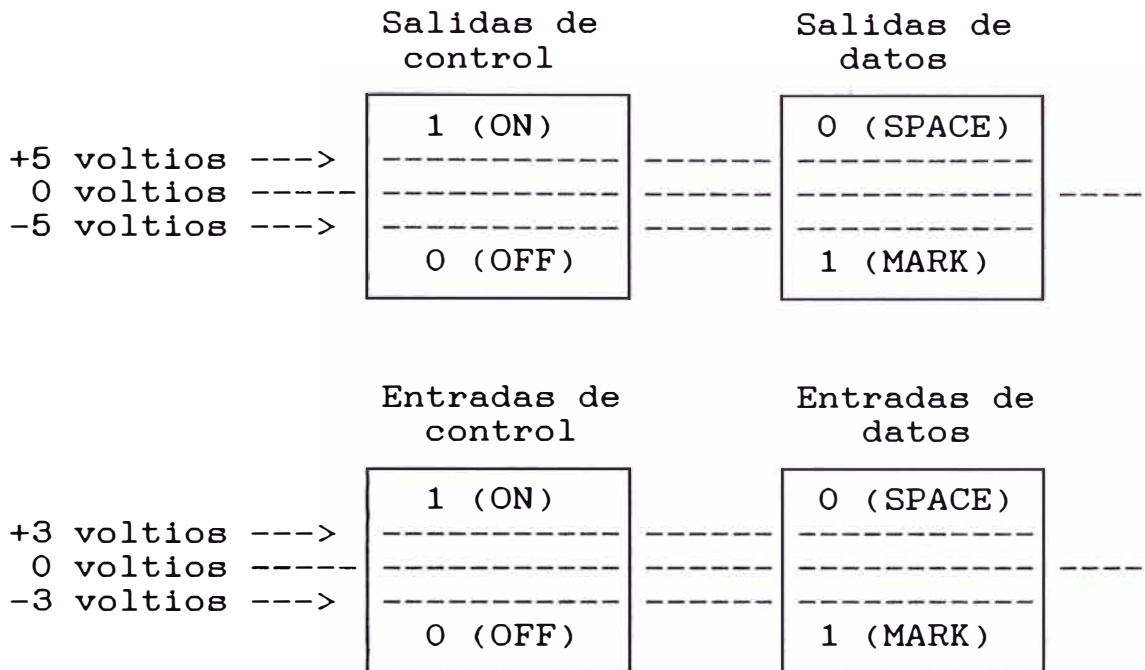 Salidas de Salidas de
control datos
1 (ON) 0 (SPACE)
+5 voltios --->
0 voltios -----
-5 voltios --->
0 (OFF) 1 (MARK)
Entradas de Entradas de
control datos
1 (ON) 0 (SPACE)
+3 voltios --->
0 voltios -----
-3 voltios --->
0 (OFF) 1 (MARK)